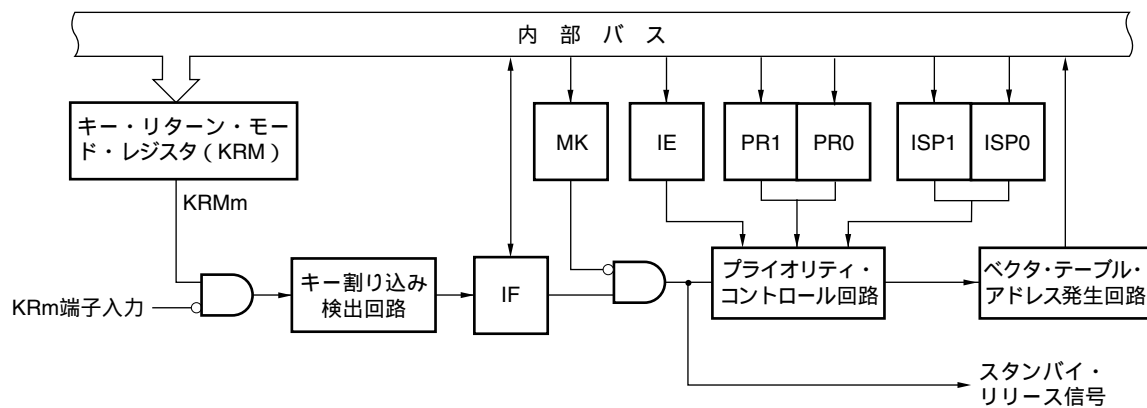 内部バス
キー・リターン・モー
ド・レジスタ（KRM）
MK
IE
PR1
PR0
ISP1
ISP0
KRMm
KRm端子入力
キー割り込み
検出回路
IF
プライオリティ・
コントロール回路
ベクタ・テーブル・
アドレス発生回路
スタンバイ・
リリース信号